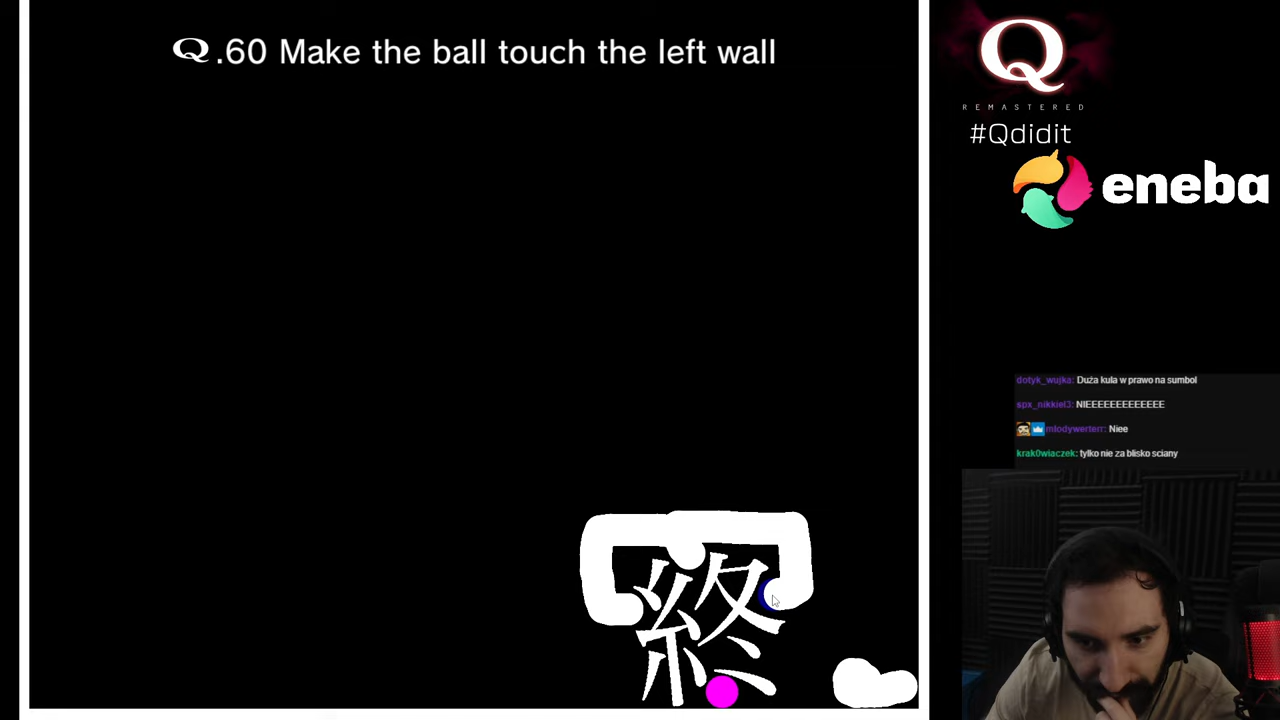 Q.60 Make the ball touch the left wall
Q
REMASTERED
#Qdidit
eneba
dotyk_wujka: Duża kula w prawo na sumbol
spx_nikkiel3: NIEEEEEEEEEEEEE
mlodywerterr: Niee
krak0wiaczek: tylko nie za blisko sciany
終